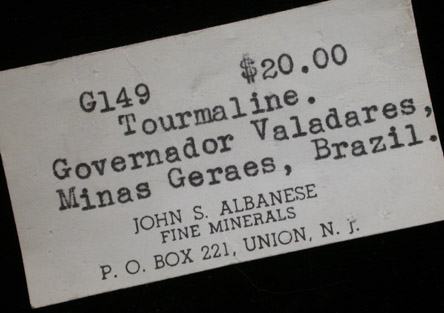 G149 $20.00
Tourmaline.
Governador Valadares,
Minas Geraes, Brazil.
JOHN S. ALBANESE
FINE MINERALS
P. O. BOX 221, UNION, N. J.